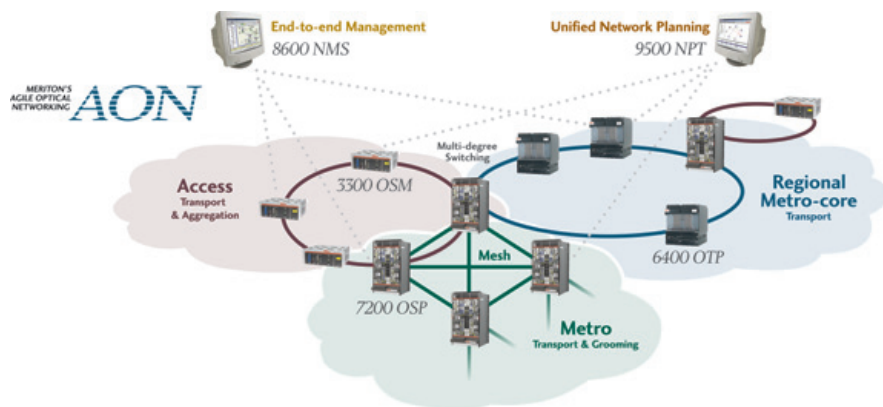 End-to-end Management
8600 NMS
Unified Network Planning
9500 NPT
MERITON'S
AGILE OPTICAL
NETWORKING
AON
Multi-degree
Switching
Access
Transport
& Aggregation
3300 OSM
Regional
Metro-core
Transport
Mesh
6400 OTP
7200 OSP
Metro
Transport & Grooming